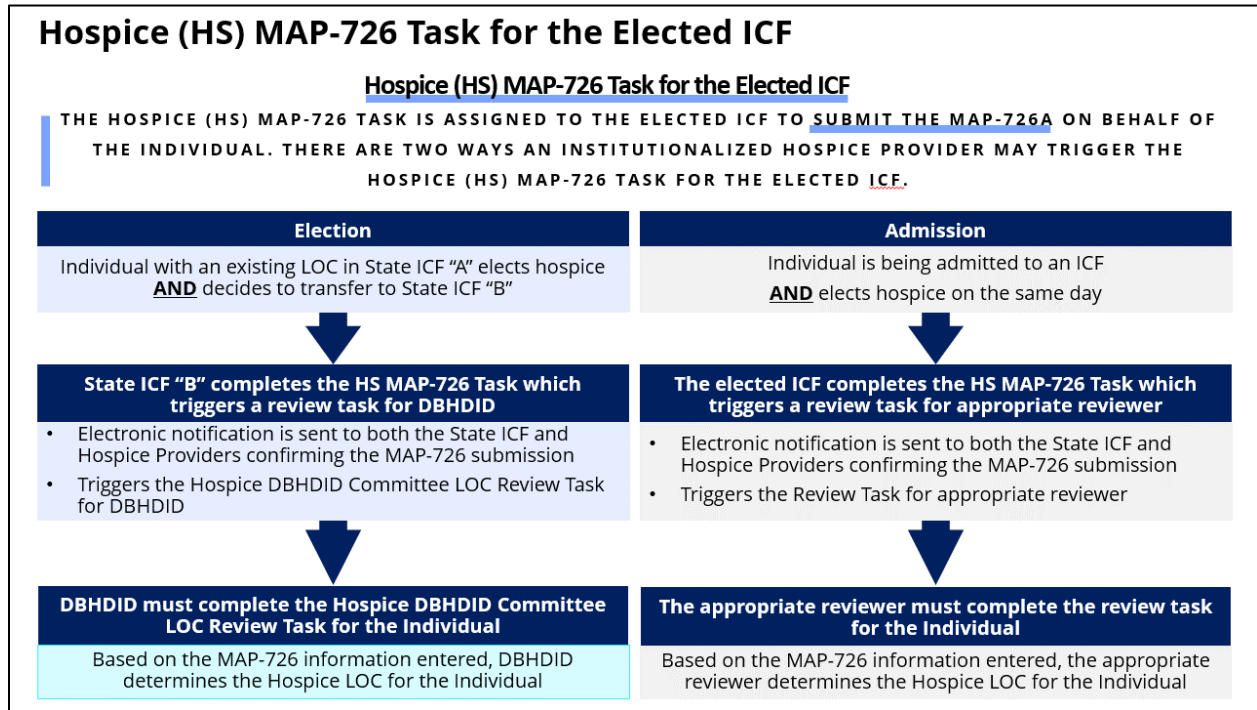 Hospice (HS) MAP-726 Task for the Elected ICF
Hospice (HS) MAP-726 Task for the Elected ICF
THE HOSPICE (HS) MAP-726 TASK IS ASSIGNED TO THE ELECTED ICF TO SUBMIT THE MAP-726A ON BEHALF OF
THE INDIVIDUAL. THERE ARE TWO WAYS AN INSTITUTIONALIZED HOSPICE PROVIDER MAY TRIGGER THE
HOSPICE (HS) MAP-726 TASK FOR THE ELECTED ICF.
Election
Individual with an existing LOC in State ICF “A” elects hospice
AND decides to transfer to State ICF “B”
State ICF “B” completes the HS MAP-726 Task which
triggers a review task for DBHDID
• Electronic notification is sent to both the State ICF and
Hospice Providers confirming the MAP-726 submission
• Triggers the Hospice DBHDID Committee LOC Review Task
for DBHDID
DBHDID must complete the Hospice DBHDID Committee
LOC Review Task for the Individual
Based on the MAP-726 information entered, DBHDID
determines the Hospice LOC for the Individual
Admission
Individual is being admitted to an ICF
AND elects hospice on the same day
The elected ICF completes the HS MAP-726 Task which
triggers a review task for appropriate reviewer
• Electronic notification is sent to both the State ICF and
Hospice Providers confirming the MAP-726 submission
• Triggers the Review Task for appropriate reviewer
The appropriate reviewer must complete the review task
for the Individual
Based on the MAP-726 information entered, the appropriate
reviewer determines the Hospice LOC for the Individual